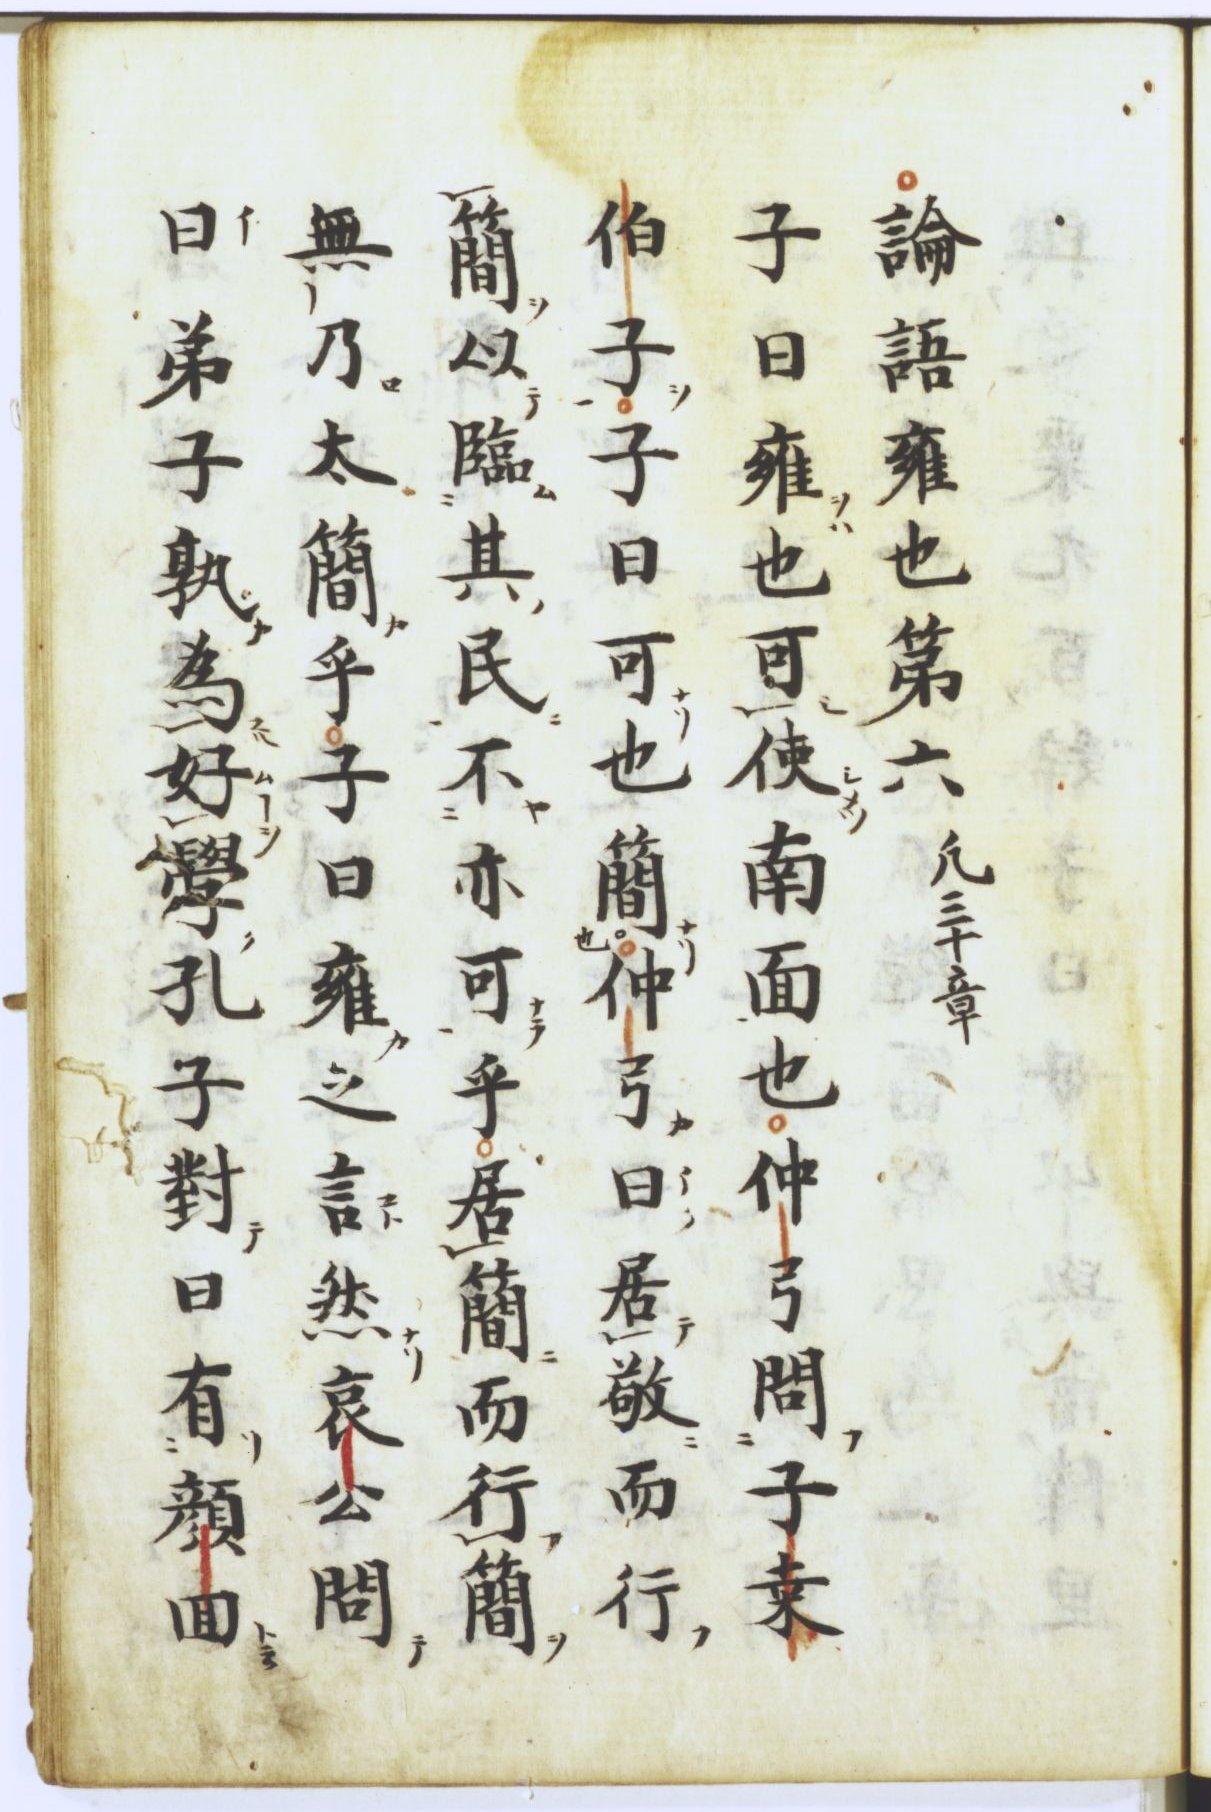 論語雍也第六 凡三十章
子曰雍也可使南面也仲弓問子桒
伯子子曰可也簡仲弓曰居敬而行
簡以臨其民不亦可乎居簡而行簡
無乃太簡乎子曰雍之言然哀公問
曰弟子孰為好學孔子對曰有顔回